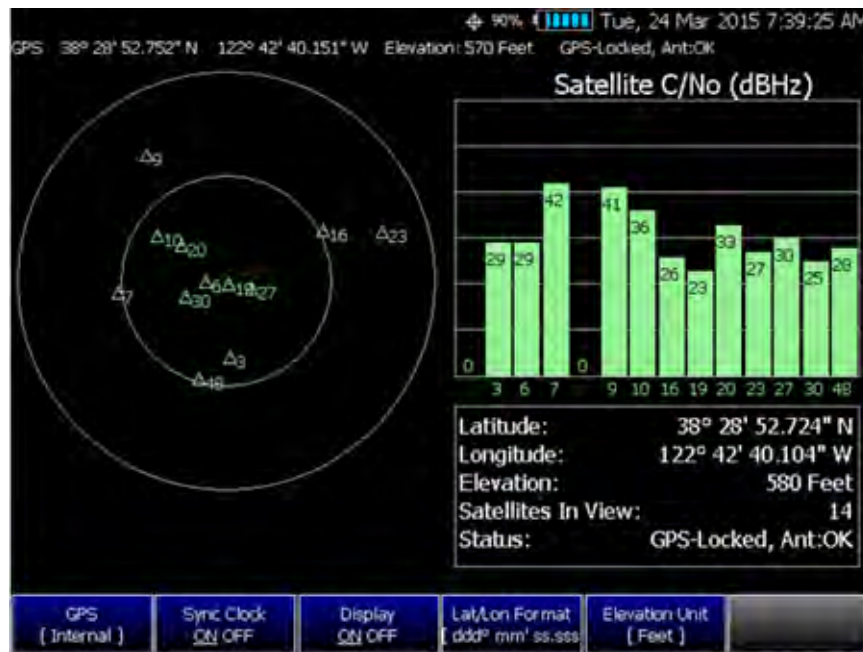 90% Tue, 24 Mar 2015 7:39:25 AM
GPS 38° 28' 52.752" N 122° 42' 40.151" W Elevation: 570 Feet GPS-Locked, Ant:OK
Satellite C/No (dBHz)
9
10
20
16
23
7
6
19
27
30
3
48
0 29 29 42 0 41 36 26 23 33 27 30 25 28
3 6 7 9 10 16 19 20 23 27 30 48
Latitude: 38° 28' 52.724" N
Longitude: 122° 42' 40.104" W
Elevation: 580 Feet
Satellites In View: 14
Status: GPS-Locked, Ant:OK
GPS Sync Clock Display Lat/Lon Format Elevation Unit
[ Internal ] ON OFF ON OFF [ ddd° mm' ss.sss [ Feet ]